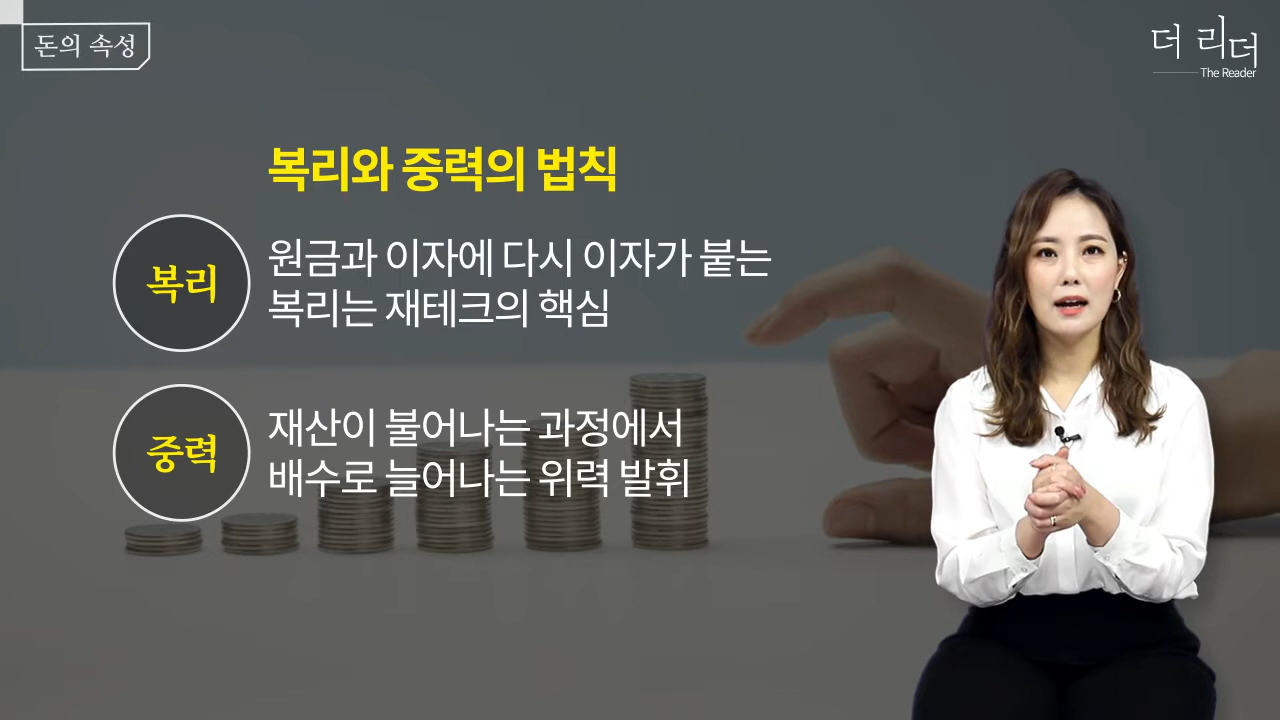 돈의 속성
더 리더
The Reader
복리와 중력의 법칙
복리
원금과 이자에 다시 이자가 붙는
복리는 재테크의 핵심
중력
재산이 불어나는 과정에서
배수로 늘어나는 위력 발휘